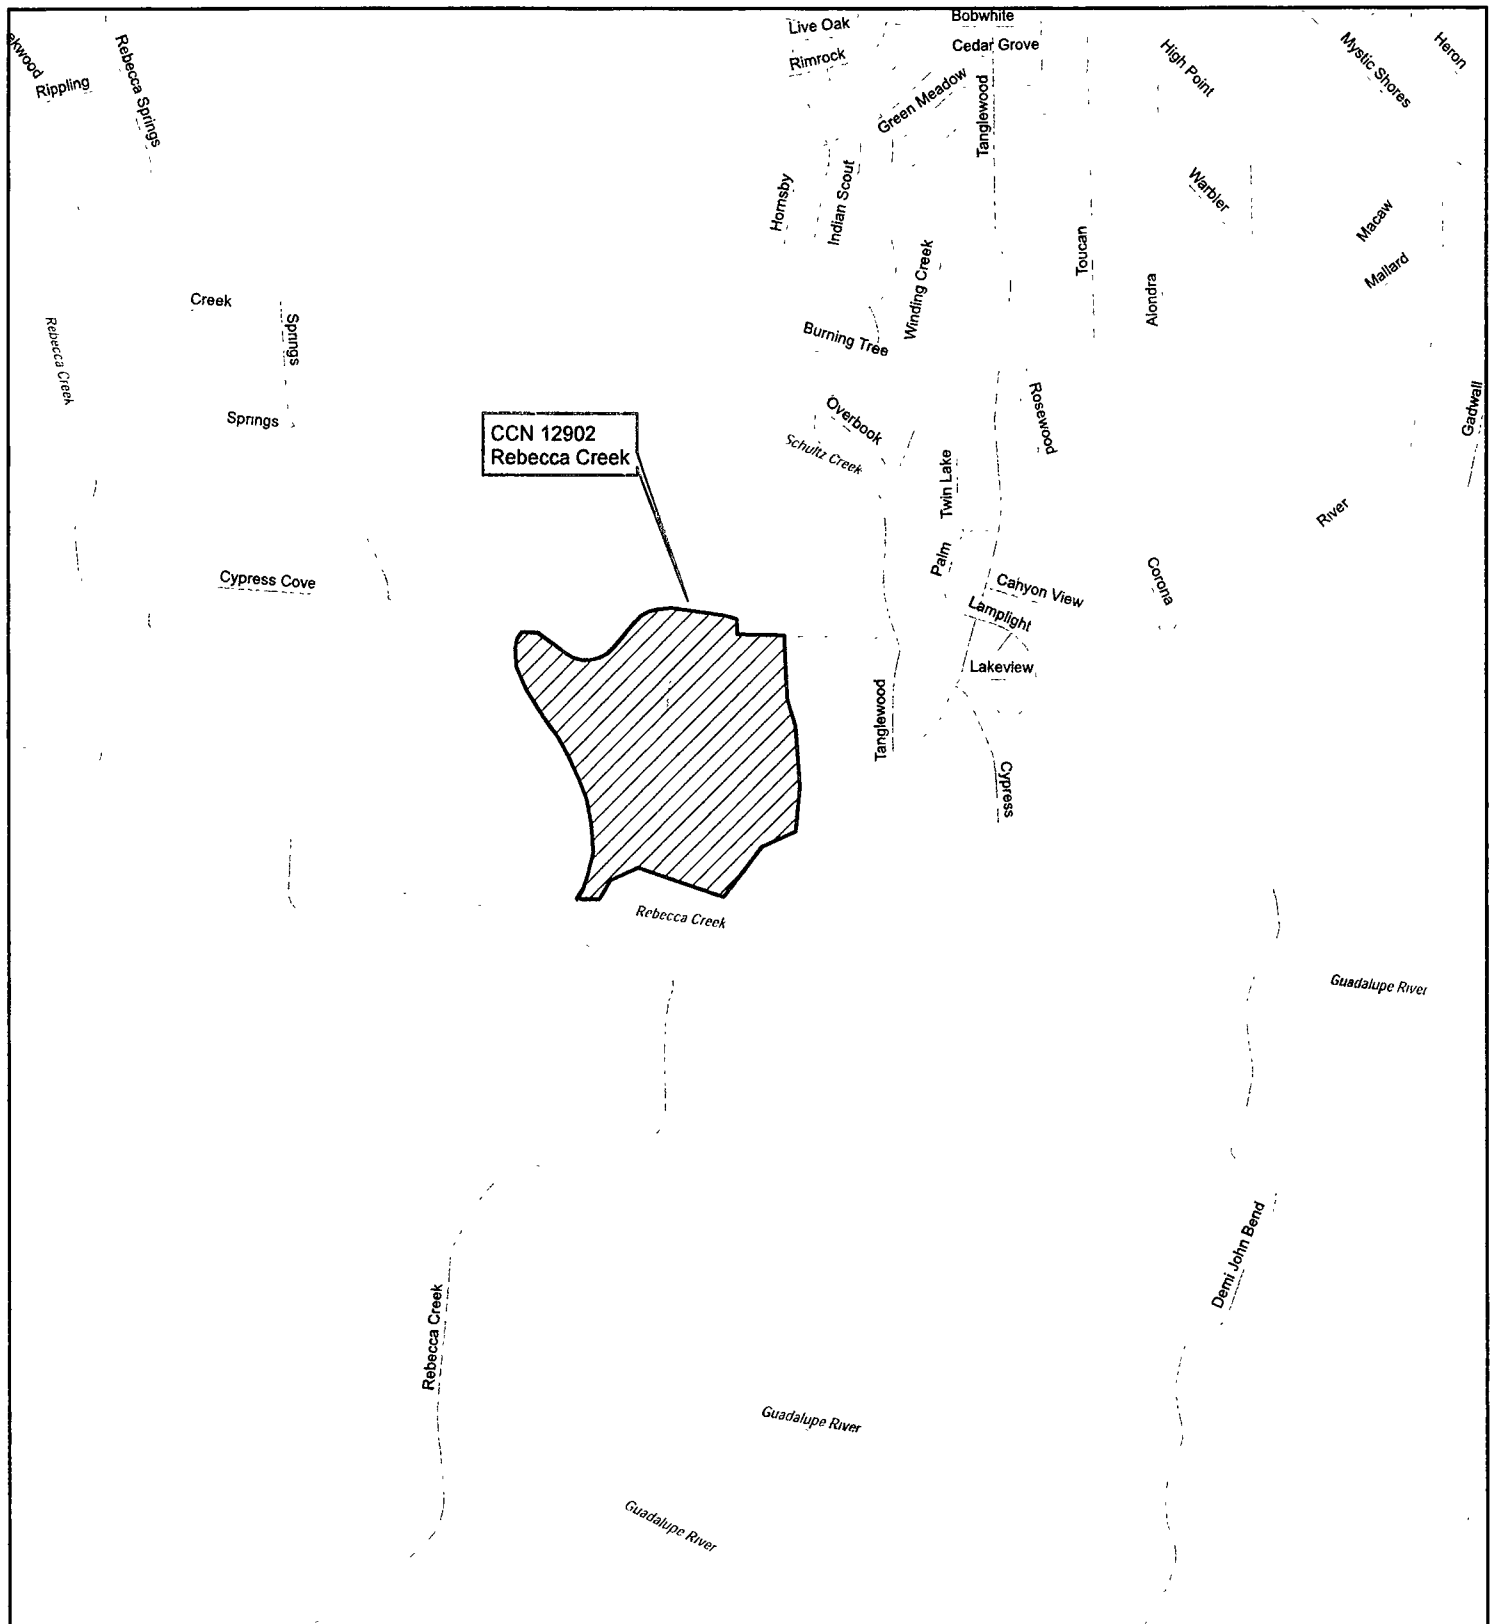 Live Oak
Bobwhite
Rimrock
Cedar Grove
Rippling
Rebecca Springs
Green Meadow
Tanglewood
High Point
Mystic Shores
Heron
Hornsby
Indian Scout
Warbler
Macaw
Winding Creek
Toucan
Mallard
Alondra
Creek
Springs
Rebecca Creek
Burning Tree
Springs
Overbook
Rosewood
Gadwall
CCN 12902
Rebecca Creek
Schultz Creek
Twin Lake
River
Palm
Cypress Cove
Canyon View
Corona
Lamplight
Lakeview
Tanglewood
Cypress
Rebecca Creek
Guadalupe River
Demi John Bend
Rebecca Creek
Guadalupe River
Guadalupe River